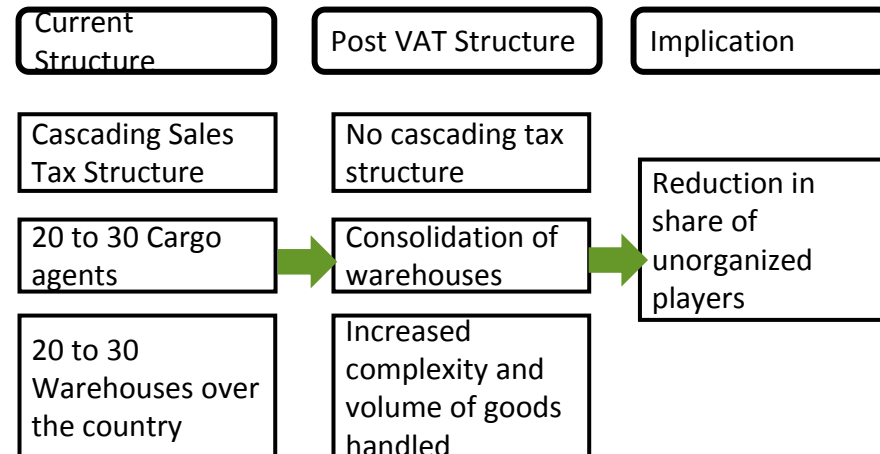 Current
Structure
Post VAT Structure
Implication
Cascading Sales
Tax Structure
No cascading tax
structure
Reduction in
share of
unorganized
players
20 to 30 Cargo
agents
Consolidation of
warehouses
20 to 30
Warehouses over
the country
Increased
complexity and
volume of goods
handled